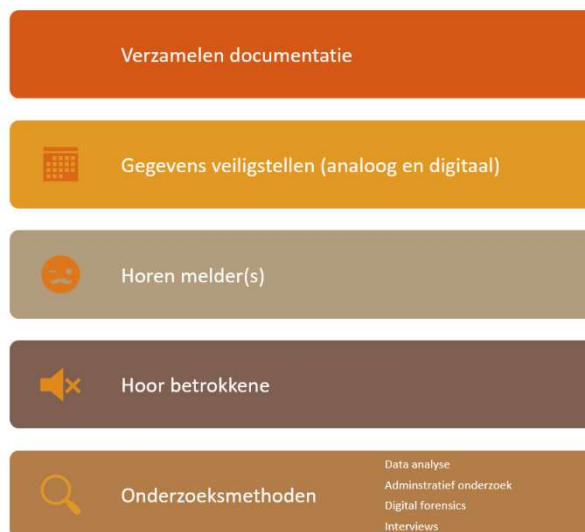 Verzamelen documentatie
Gegevens veiligstellen (analoog en digitaal)
Horen melder(s)
Hoor betrokkene
Onderzoeksmethoden
Data analyse
Adminstratief onderzoek
Digital forensics
Interviews